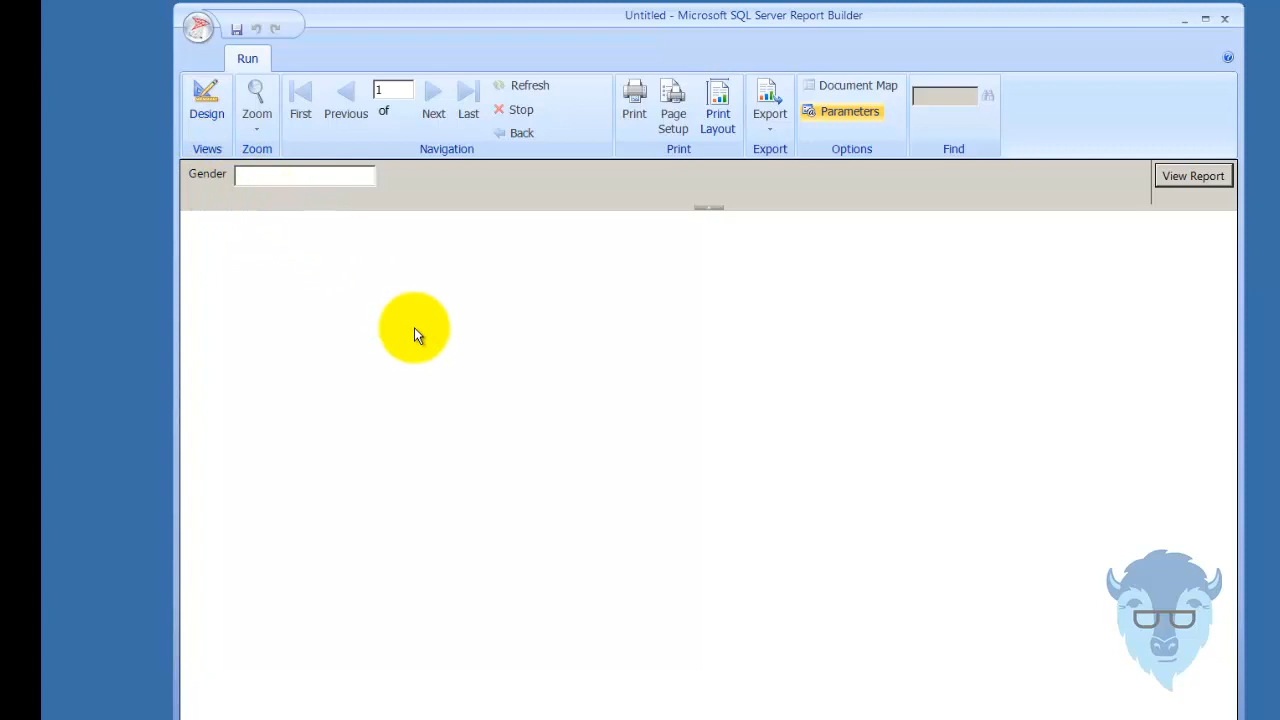 Untitled - Microsoft SQL Server Report Builder
Run
Design
Zoom
First
Previous
1
of
Next
Last
Refresh
Stop
Back
Print
Page
Setup
Print
Layout
Export
Document Map
Parameters
Views
Zoom
Navigation
Print
Export
Options
Find
Gender
View Report